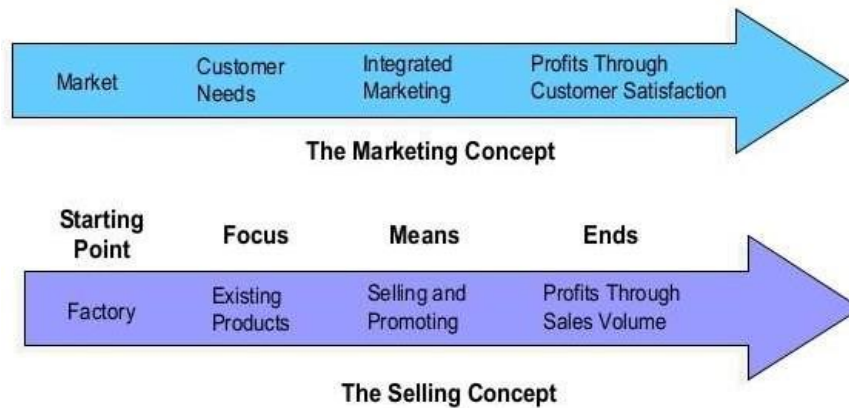 Market
Customer
Needs
Integrated
Marketing
Profits Through
Customer Satisfaction
The Marketing Concept
Starting
Point
Focus
Means
Ends
Factory
Existing
Products
Selling and
Promoting
Profits Through
Sales Volume
The Selling Concept